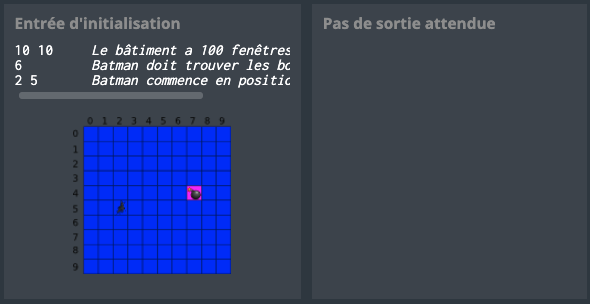 Entrée d'initialisation
10 10 Le bâtiment a 100 fenêtres
6 Batman doit trouver les
2 5 Batman commence en
0 1 2 3 4 5 6 7 8 9
0
1
2
3
4
5
6
7
8
9
Pas de sortie attendue